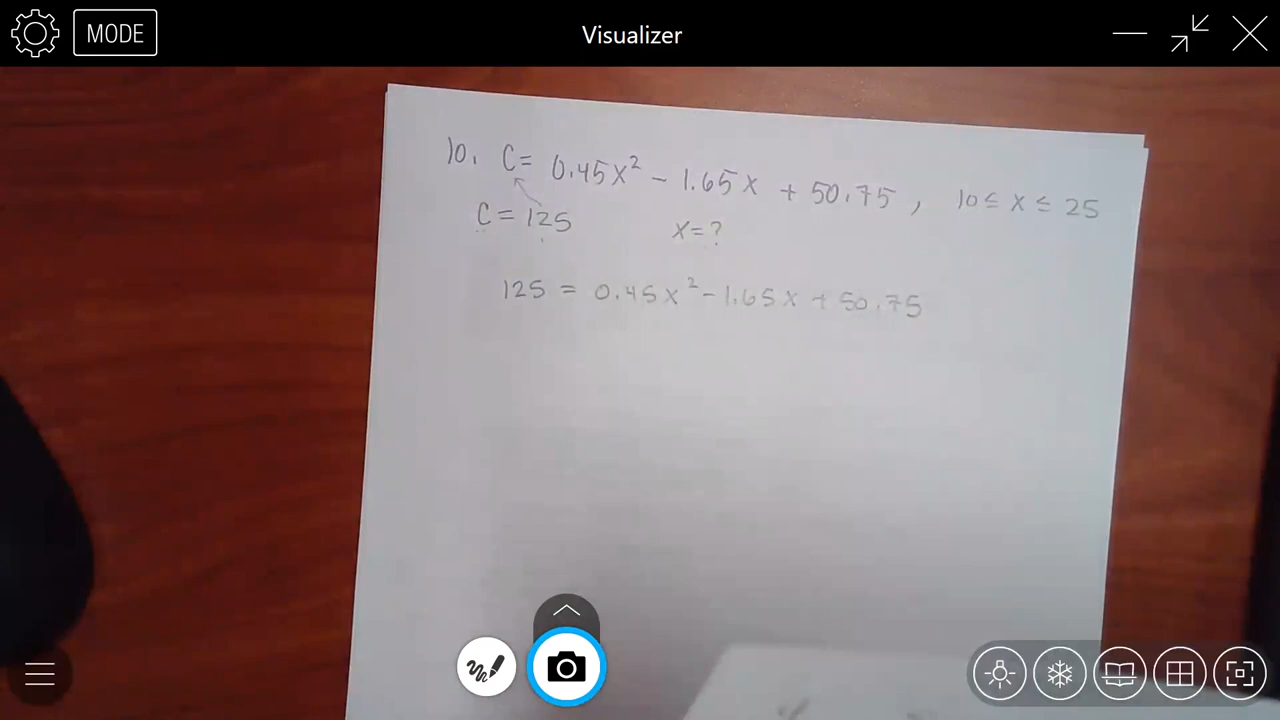 MODE
Visualizer
10. C = 0.45x² - 1.65x + 50.75, 10 ≤ x ≤ 25
C = 125 x = ?
125 = 0.45x² - 1.65x + 50.75